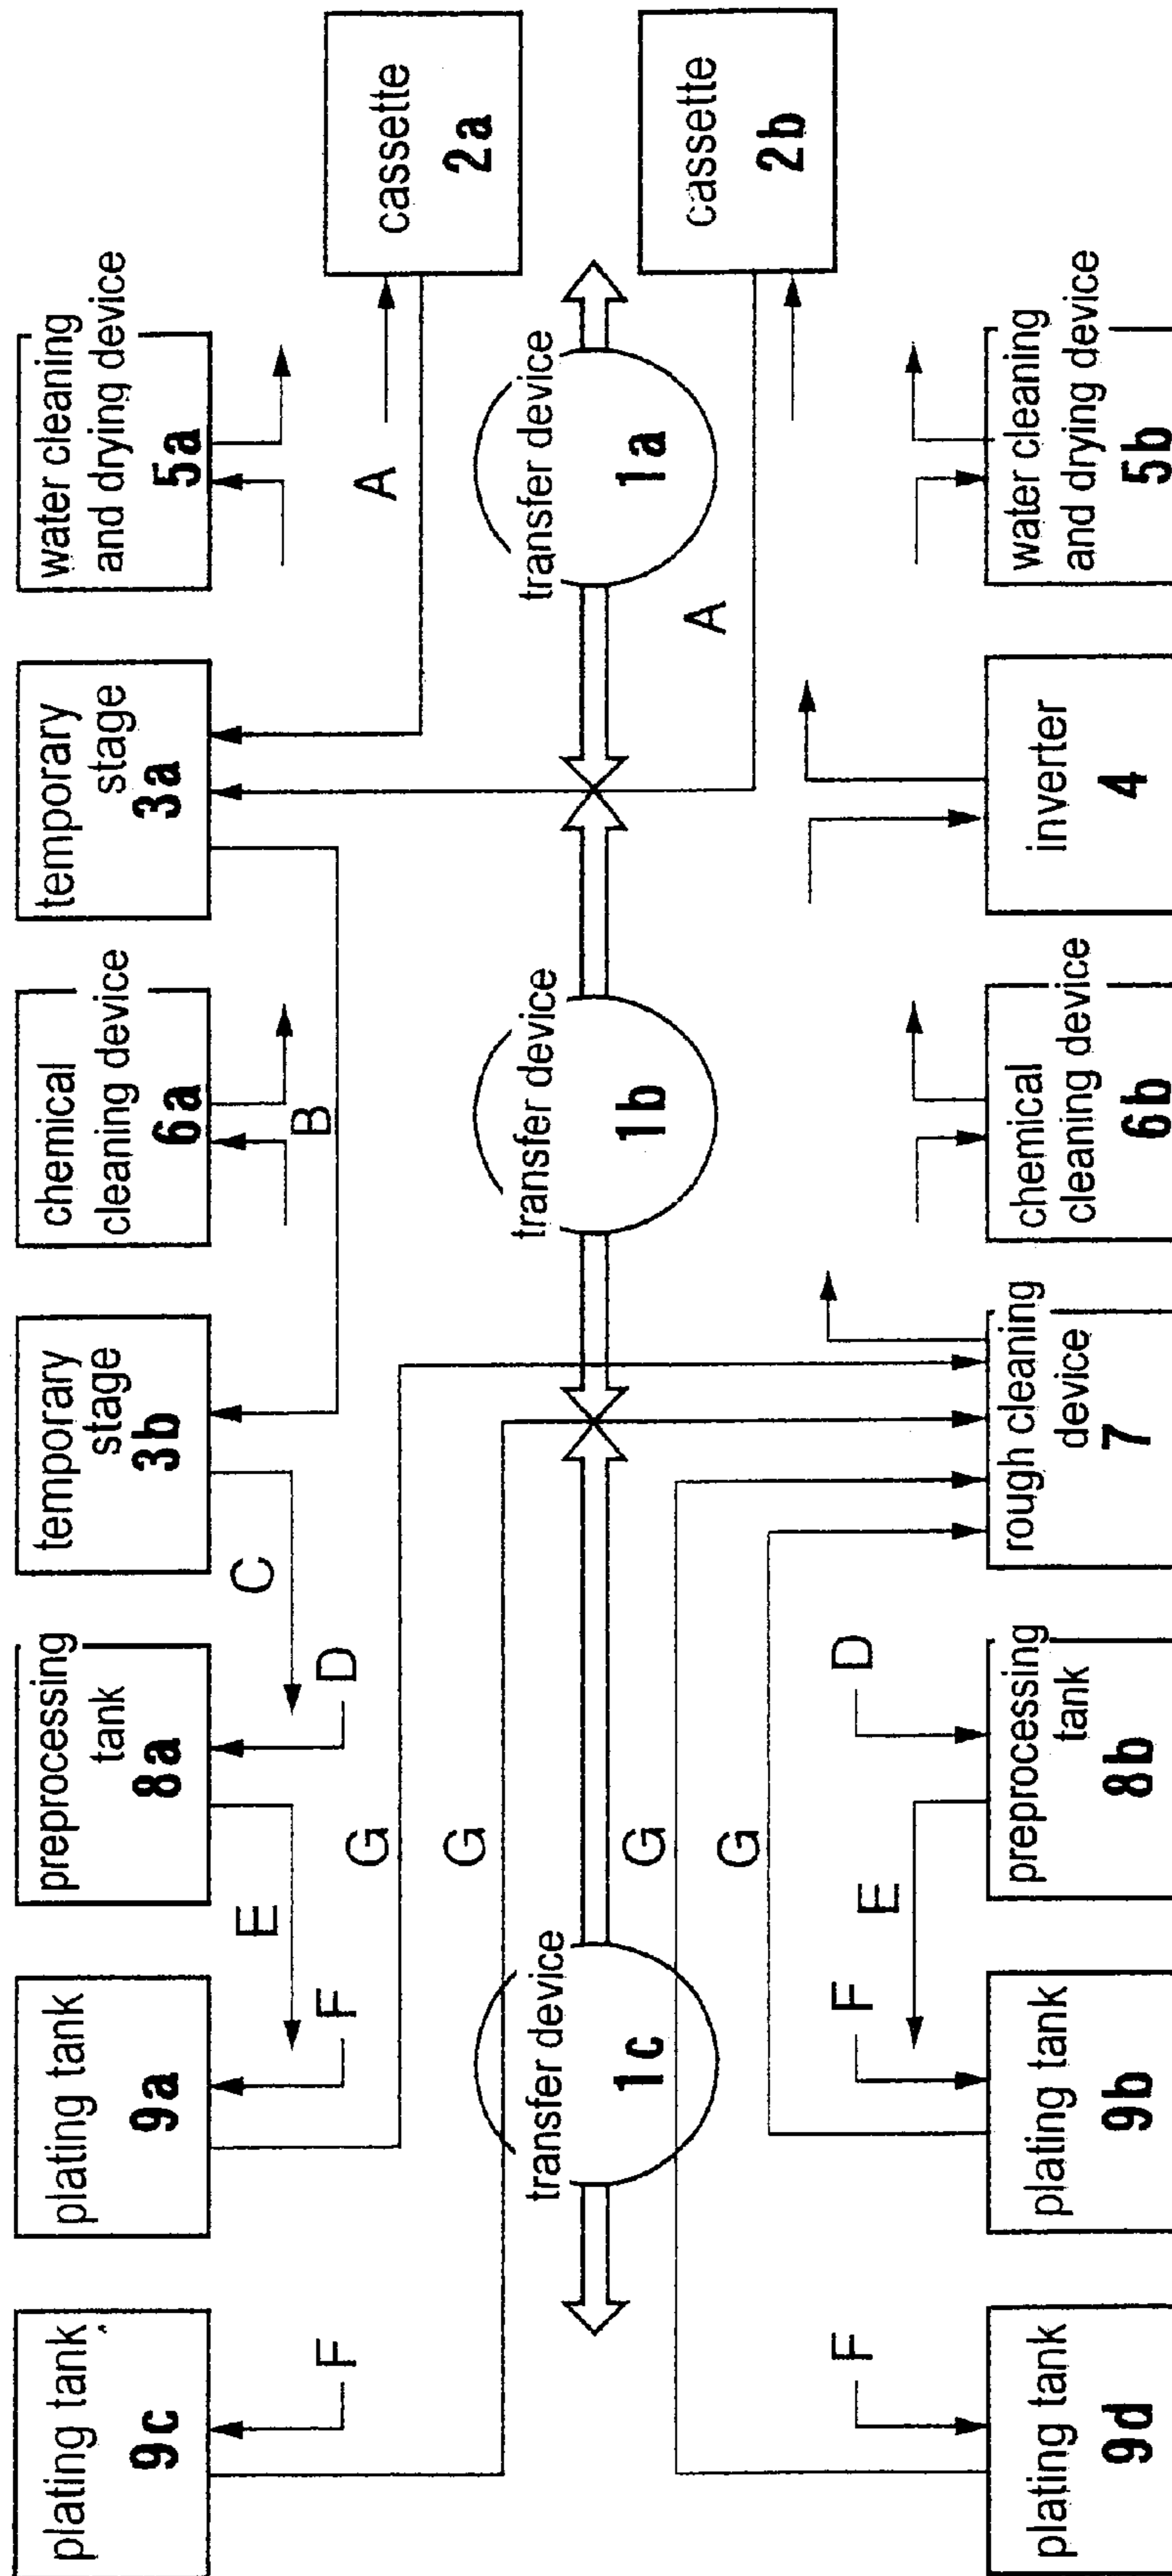 plating tank
9c
plating tank
9a
preprocessing
tank
8a
temporary
stage
3b
chemical
cleaning device
6a
temporary
stage
3a
water cleaning
and drying device
5a
F
F
E
D
C
B
A
G
G
cassette
2a
transfer device
1c
transfer device
1b
transfer device
1a
G
G
A
cassette
2b
F
F
E
D
plating tank
9d
plating tank
9b
preprocessing
tank
8b
rough cleaning
device
7
chemical
cleaning device
6b
inverter
4
water cleaning
and drying device
5b